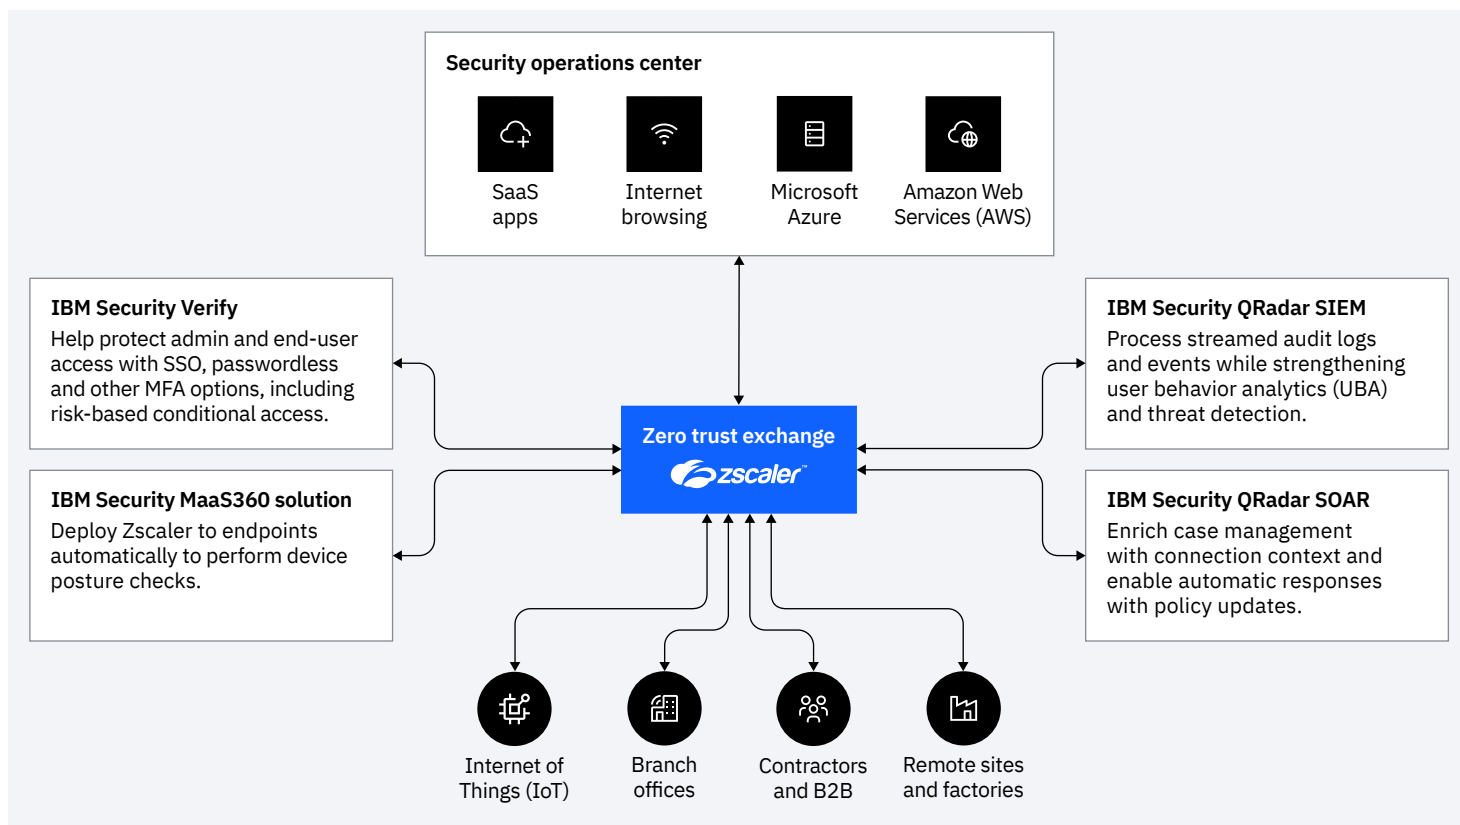 Security operations center
SaaS
apps
Internet
browsing
Microsoft
Azure
Amazon Web
Services (AWS)
IBM Security Verify
Help protect admin and end-user
access with SSO, passwordless
and other MFA options, including
risk-based conditional access.
IBM Security QRadar SIEM
Process streamed audit logs
and events while strengthening
user behavior analytics (UBA)
and threat detection.
Zero trust exchange
zscaler™
IBM Security MaaS360 solution
Deploy Zscaler to endpoints
automatically to perform device
posture checks.
IBM Security QRadar SOAR
Enrich case management
with connection context and
enable automatic responses
with policy updates.
Internet of
Things (IoT)
Branch
offices
Contractors
and B2B
Remote sites
and factories